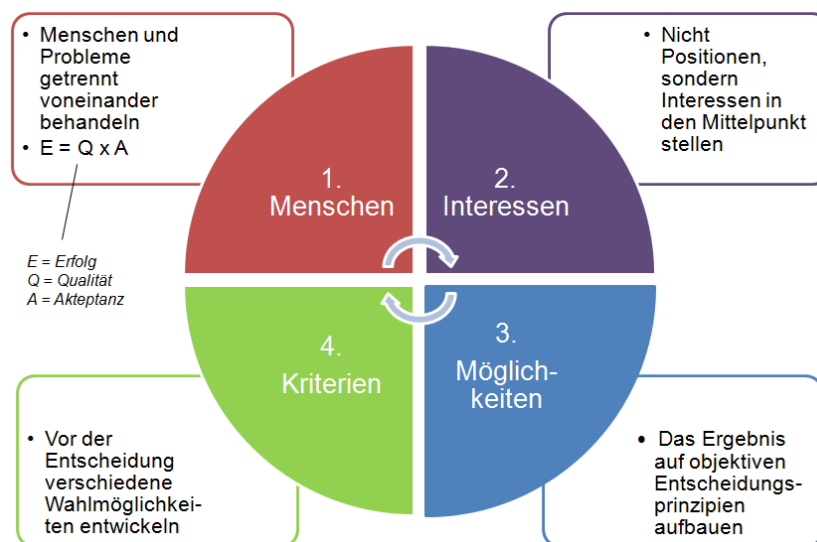 • Menschen und
Probleme
getrennt
voneinander
behandeln
• E = Q x A
E = Erfolg
Q = Qualität
A = Akteptanz
1.
Menschen
2.
Interessen
• Nicht
Positionen,
sondern
Interessen in
den Mittelpunkt
stellen
4.
Kriterien
3.
Möglich-
keiten
• Vor der
Entscheidung
verschiedene
Wahlmöglichkei-
ten entwickeln
• Das Ergebnis
auf objektiven
Entscheidungs-
prinzipien
aufbauen